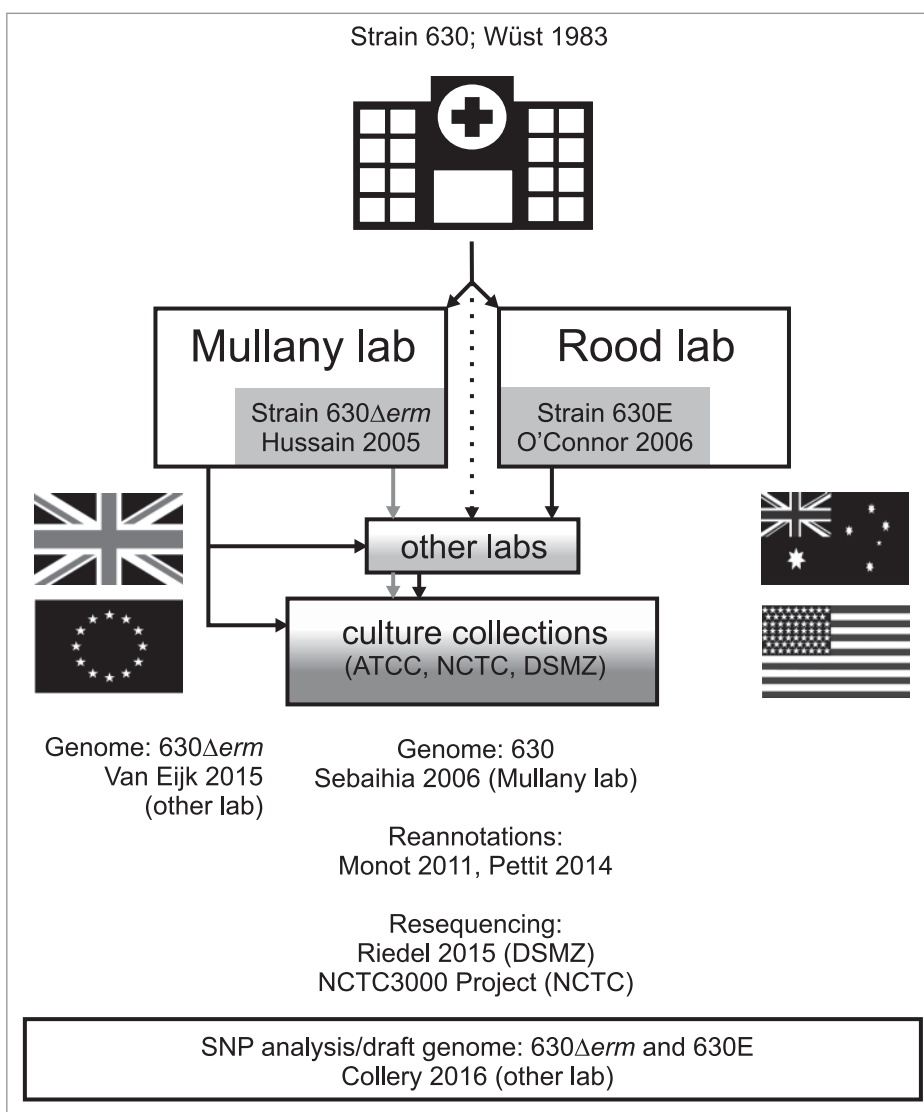 Strain 630; Wüst 1983
Mullany lab
Strain 630Δerm
Hussain 2005
Rood lab
Strain 630E
O'Connor 2006
other labs
culture collections
(ATCC, NCTC, DSMZ)
Genome: 630Δerm
Van Eijk 2015
(other lab)
Genome: 630
Sebaihia 2006 (Mullany lab)
Reannotations:
Monot 2011, Pettit 2014
Resequencing:
Riedel 2015 (DSMZ)
NCTC3000 Project (NCTC)
SNP analysis/draft genome: 630Δerm and 630E
Collery 2016 (other lab)